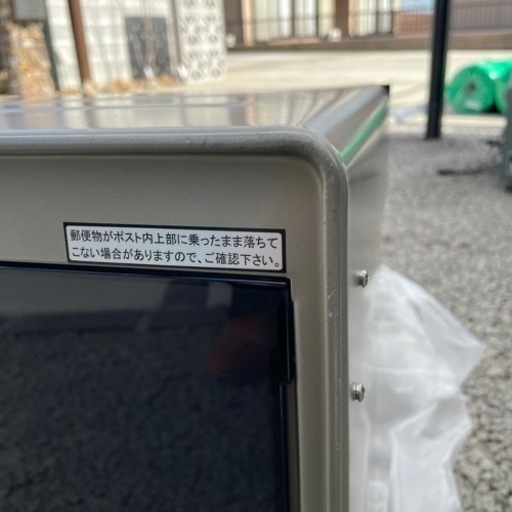 郵便物がポスト内上部に乗ったまま落ちて
こない場合がありますので、ご確認下さい。